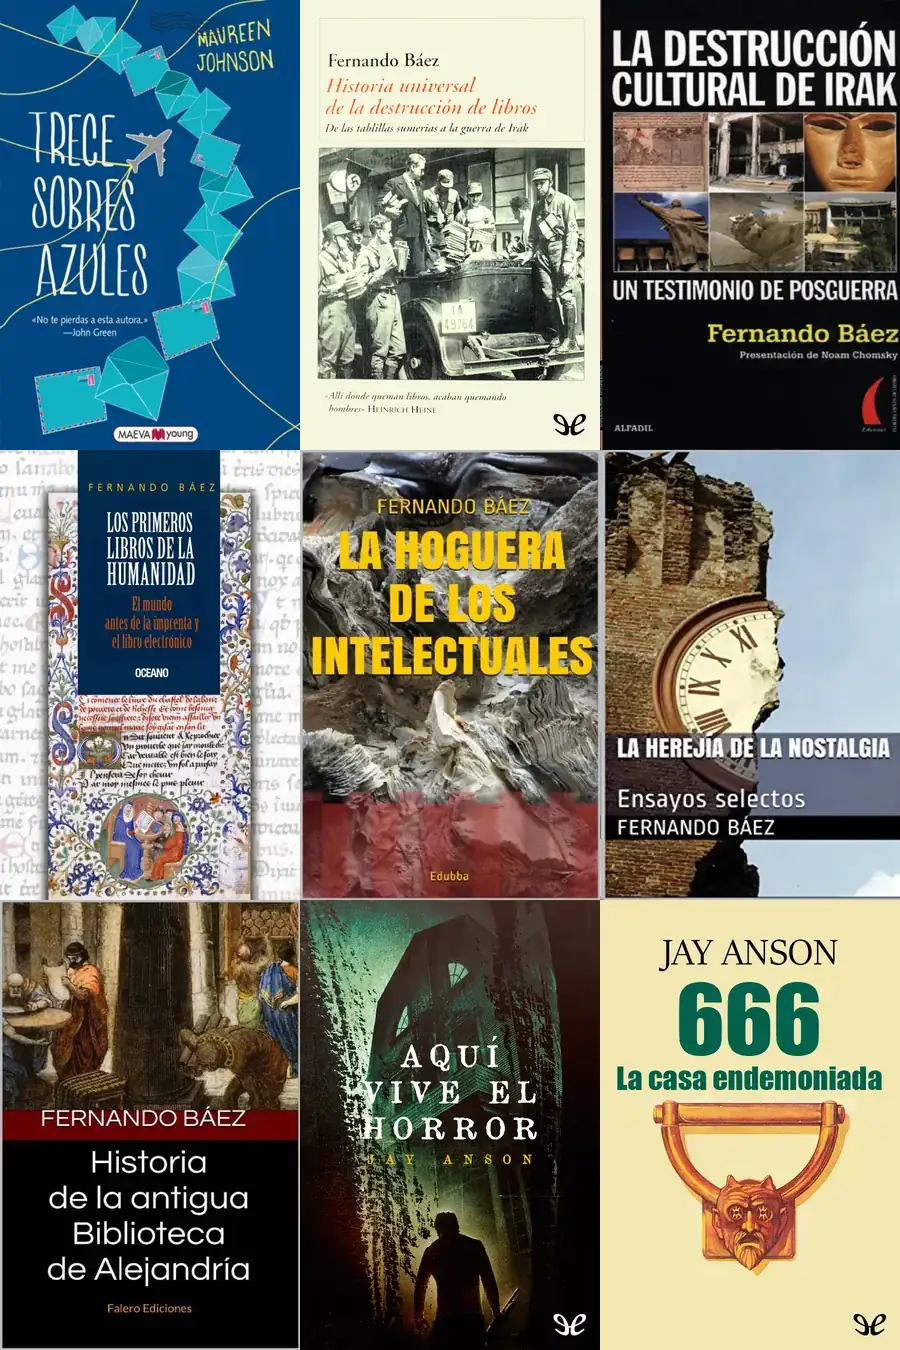 MAUREEN
JOHNSON
TRECE
SOBRES
AZULES
«No te pierdas a esta autora.»
—John Green
MAEVA young
Fernando Báez
Historia universal
de la destrucción de libros
De las tablillas sumerias a la guerra de Irak
IA
49764
«Allí donde queman libros, acaban quemando
hombres» HEINRICH HEINE
LA DESTRUCCIÓN
CULTURAL DE IRAK
UN TESTIMONIO DE POSGUERRA
Fernando Báez
Presentación de Noam Chomsky
ALFADIL
FERNANDO BÁEZ
LOS PRIMEROS
LIBROS DE LA
HUMANIDAD
El mundo
antes de la imprenta y
el libro electrónico
OCEANO
FERNANDO BÁEZ
LA HOGUERA
DE LOS
INTELECTUALES
Edubba
LA HEREJÍA DE LA NOSTALGIA
Ensayos selectos
FERNANDO BÁEZ
FERNANDO BÁEZ
Historia
de la antigua
Biblioteca
de Alejandría
Falero Ediciones
AQUÍ
VIVE EL
HORROR
JAY ANSON
JAY ANSON
666
La casa endemoniada